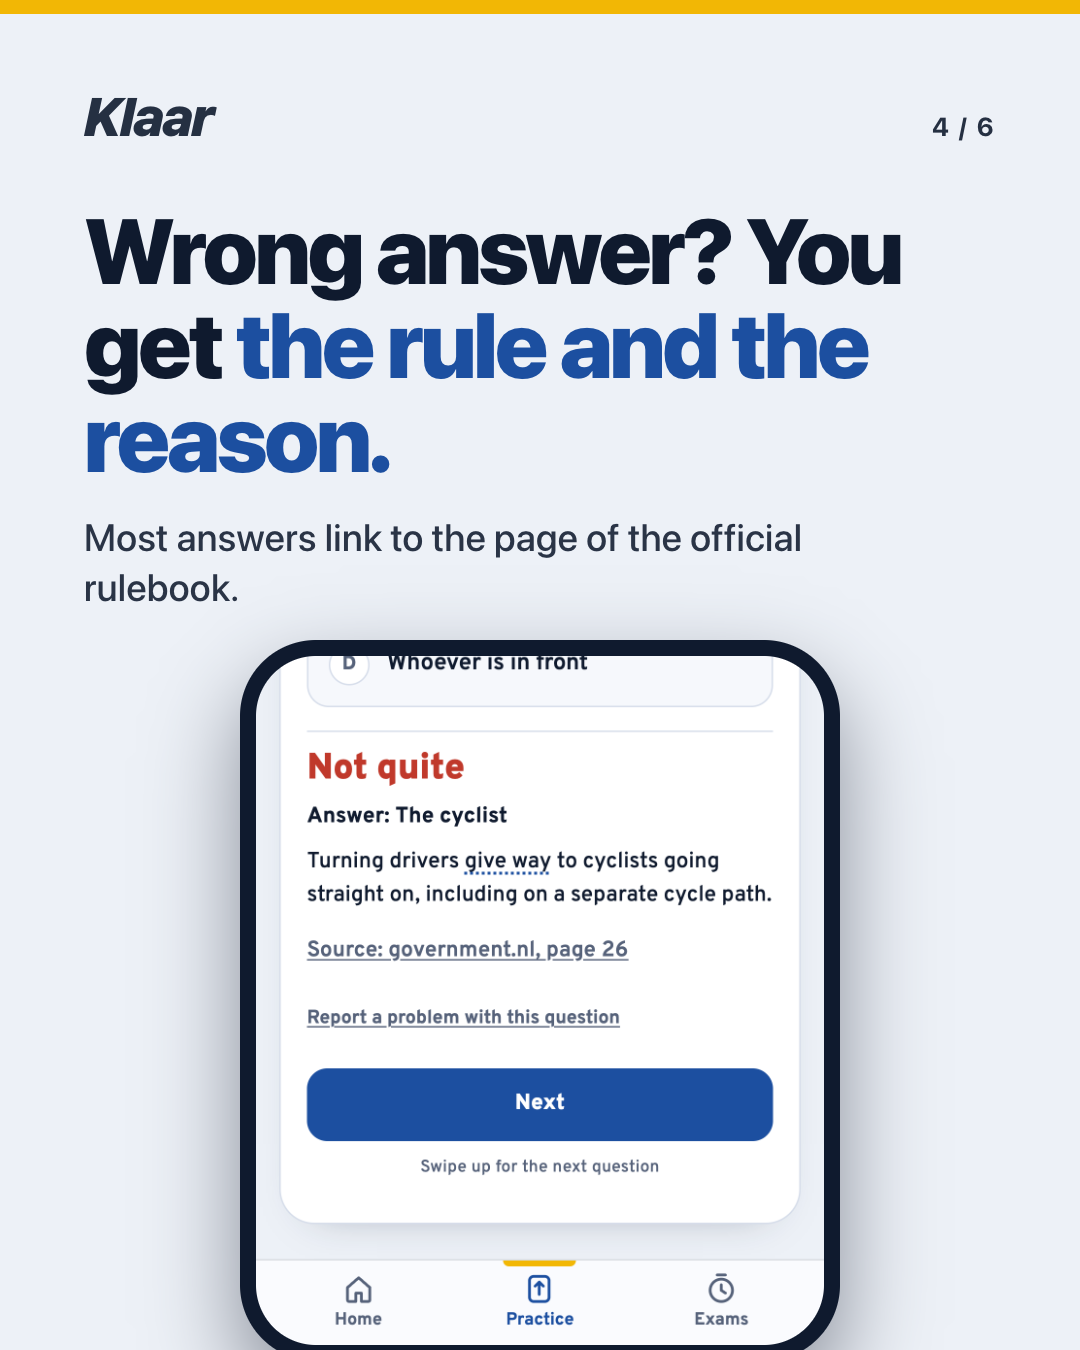 Klaar
4 / 6
Wrong answer? You
get the rule and the
reason.
Most answers link to the page of the official
rulebook.
D Whoever is in front
Not quite
Answer: The cyclist
Turning drivers give way to cyclists going
straight on, including on a separate cycle path.
Source: government.nl, page 26
Report a problem with this question
Next
Swipe up for the next question
Home Practice Exams